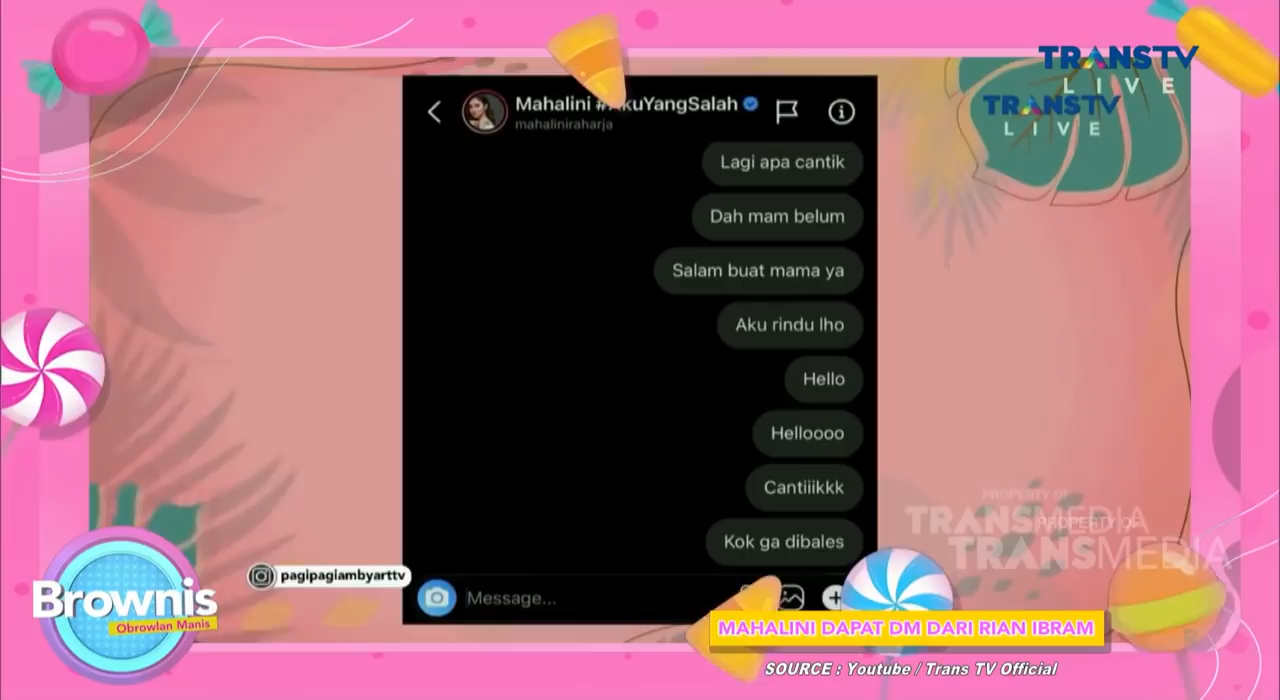 TRANSTV
LIVE
TRANSTV
LIVE
Mahalini #AkuYangSalah
mahaliniraharja
Lagi apa cantik
Dah mam belum
Salam buat mama ya
Aku rindu lho
Hello
Helloooo
Cantiiikkk
Kok ga dibales
Message...
PROPERTY OF
TRANSMEDIA
PROPERTY OF
TRANSMEDIA
pagipagiambyarttv
Brownis
Obrowlan Manis
MAHALINI DAPAT DM DARI RIAN IBRAM
SOURCE : Youtube / Trans TV Official